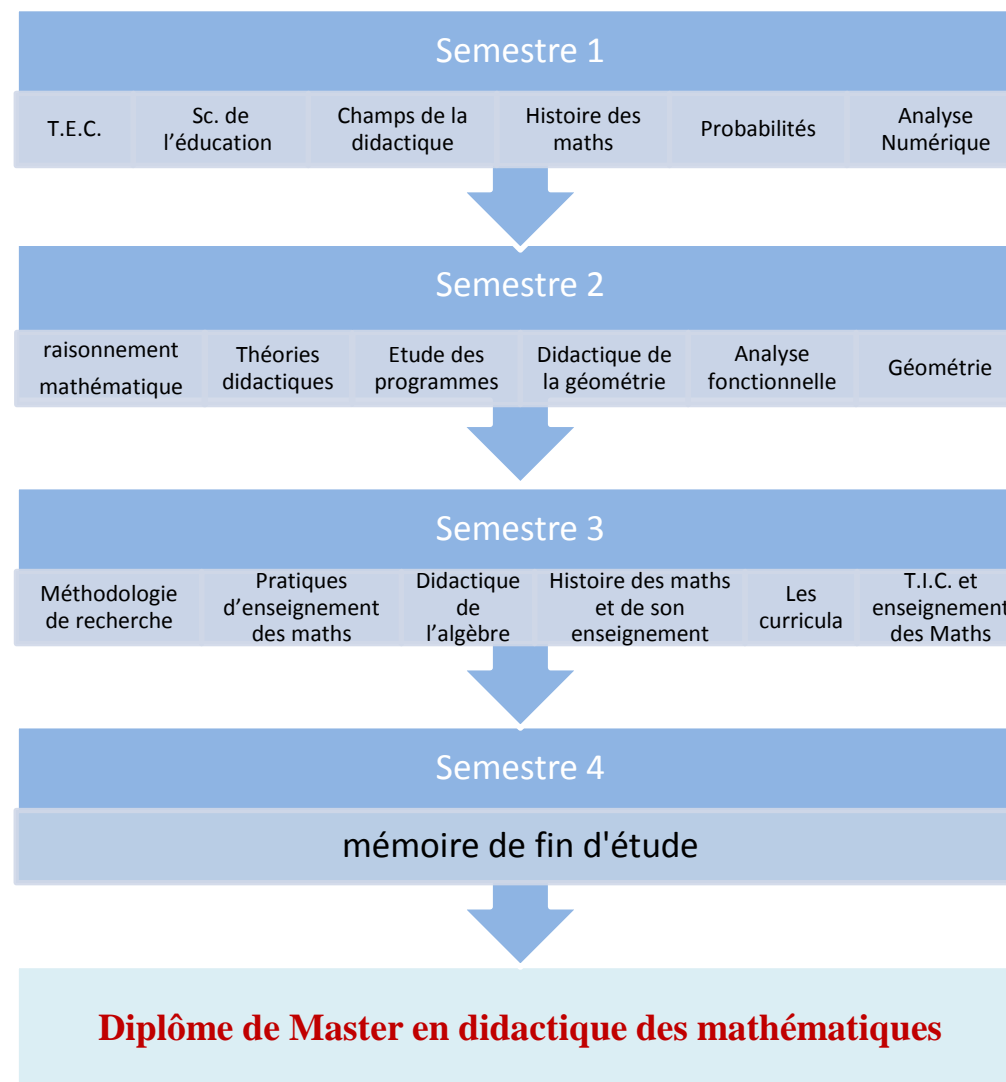 Semestre 1
T.E.C.
Sc. de
l'éducation
Champs de la
didactique
Histoire des
maths
Probabilités
Analyse
Numérique
Semestre 2
raisonnement
mathématique
Théories
didactiques
Etude des
programmes
Didactique de
la géométrie
Analyse
fonctionnelle
Géométrie
Semestre 3
Méthodologie
de recherche
Pratiques
d'enseignement
des maths
Didactique
de
l'algèbre
Histoire des maths
et de son
enseignement
Les
curricula
T.I.C. et
enseignement
des Maths
Semestre 4
mémoire de fin d'étude
Diplôme de Master en didactique des mathématiques